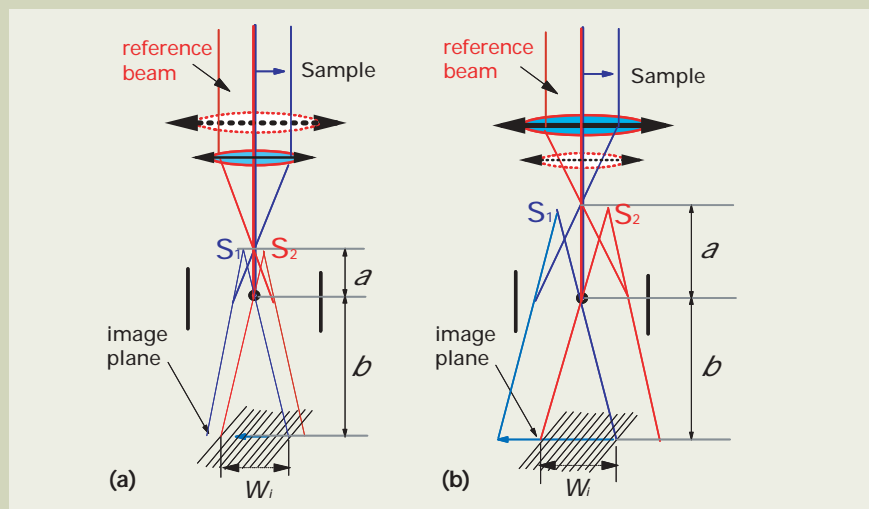 reference
beam
Sample
S1
S2
a
image
plane
b
(a)
Wi
reference
beam
Sample
S1
S2
a
image
plane
b
(b)
Wi